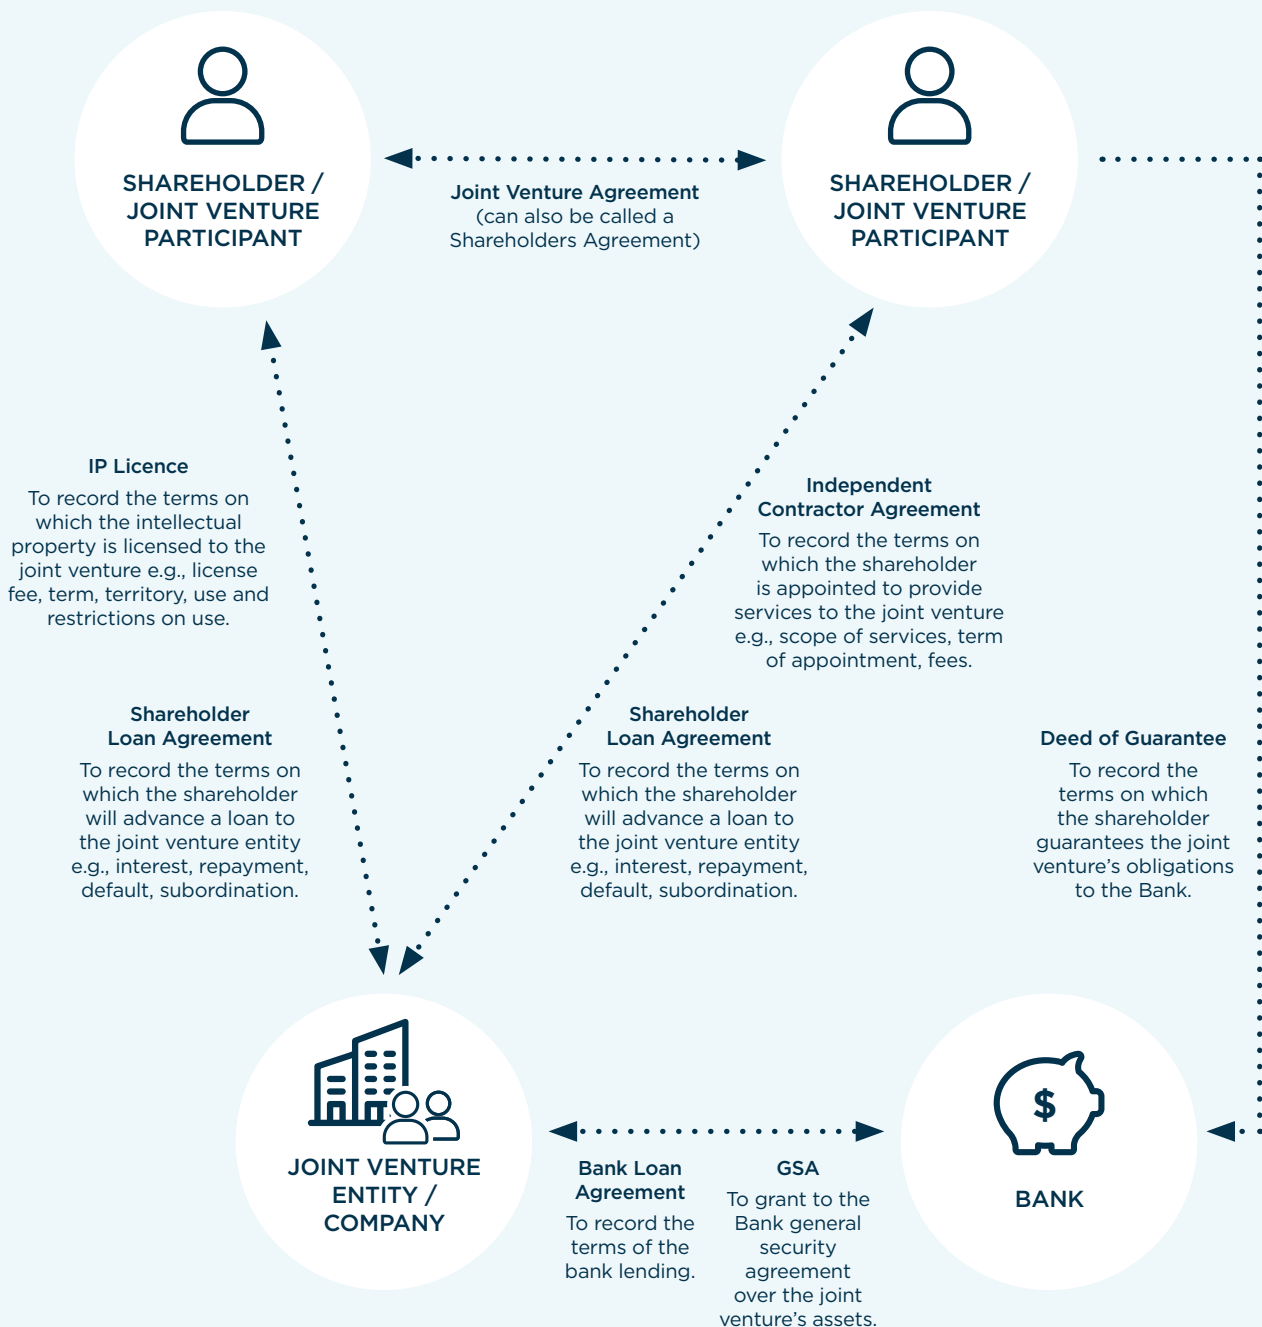 SHAREHOLDER /
JOINT VENTURE
PARTICIPANT
Joint Venture Agreement
(can also be called a
Shareholders Agreement)
SHAREHOLDER /
JOINT VENTURE
PARTICIPANT
IP Licence
To record the terms on
which the intellectual
property is licensed to the
joint venture e.g., license
fee, term, territory, use and
restrictions on use.
Independent
Contractor Agreement
To record the terms on
which the shareholder
is appointed to provide
services to the joint venture
e.g., scope of services, term
of appointment, fees.
Shareholder
Loan Agreement
To record the terms on
which the shareholder
will advance a loan to
the joint venture entity
e.g., interest, repayment,
default, subordination.
Shareholder
Loan Agreement
To record the terms on
which the shareholder
will advance a loan to
the joint venture entity
e.g., interest, repayment,
default, subordination.
Deed of Guarantee
To record the
terms on which
the shareholder
guarantees the joint
venture’s obligations
to the Bank.
JOINT VENTURE
ENTITY /
COMPANY
Bank Loan
Agreement
To record the
terms of the
bank lending.
GSA
To grant to the
Bank general
security
agreement
over the joint
venture’s assets.
$
BANK